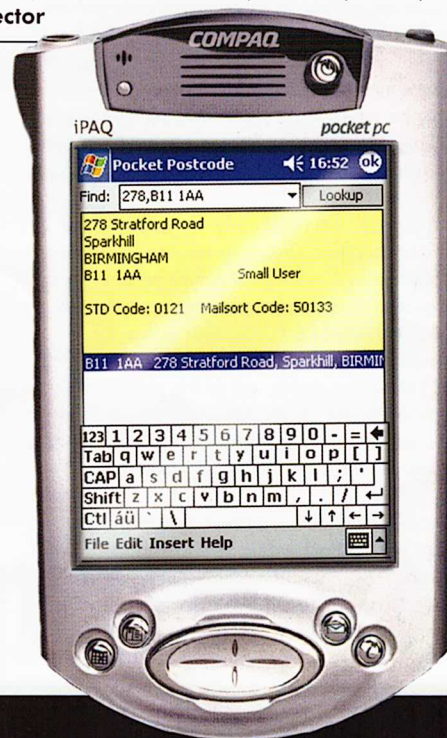 ector
COMPAQ
iPAQ pocket pc
Pocket Postcode 16:52 ok
Find: 278,B11 1AA Lookup
278 Stratford Road
Sparkhill
BIRMINGHAM
B11 1AA Small User
STD Code: 0121 Mailsort Code: 50133
B11 1AA 278 Stratford Road, Sparkhill, BIRMIN
123 1 2 3 4 5 6 7 8 9 0 - =
Tab q w e r t y u i o p [ ]
CAP a s d f g h j k l ; '
Shift z x c v b n m , . /
Ctl áü ` \
File Edit Insert Help